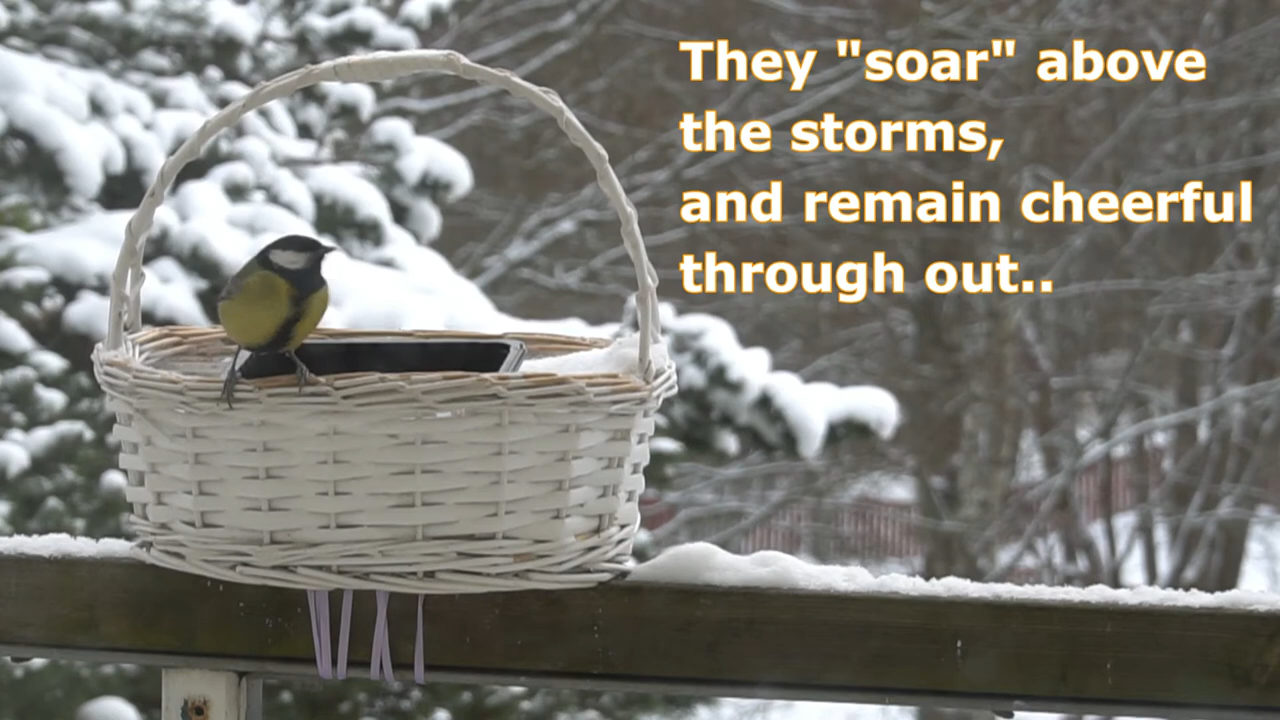 They "soar" above
the storms,
and remain cheerful
through out..